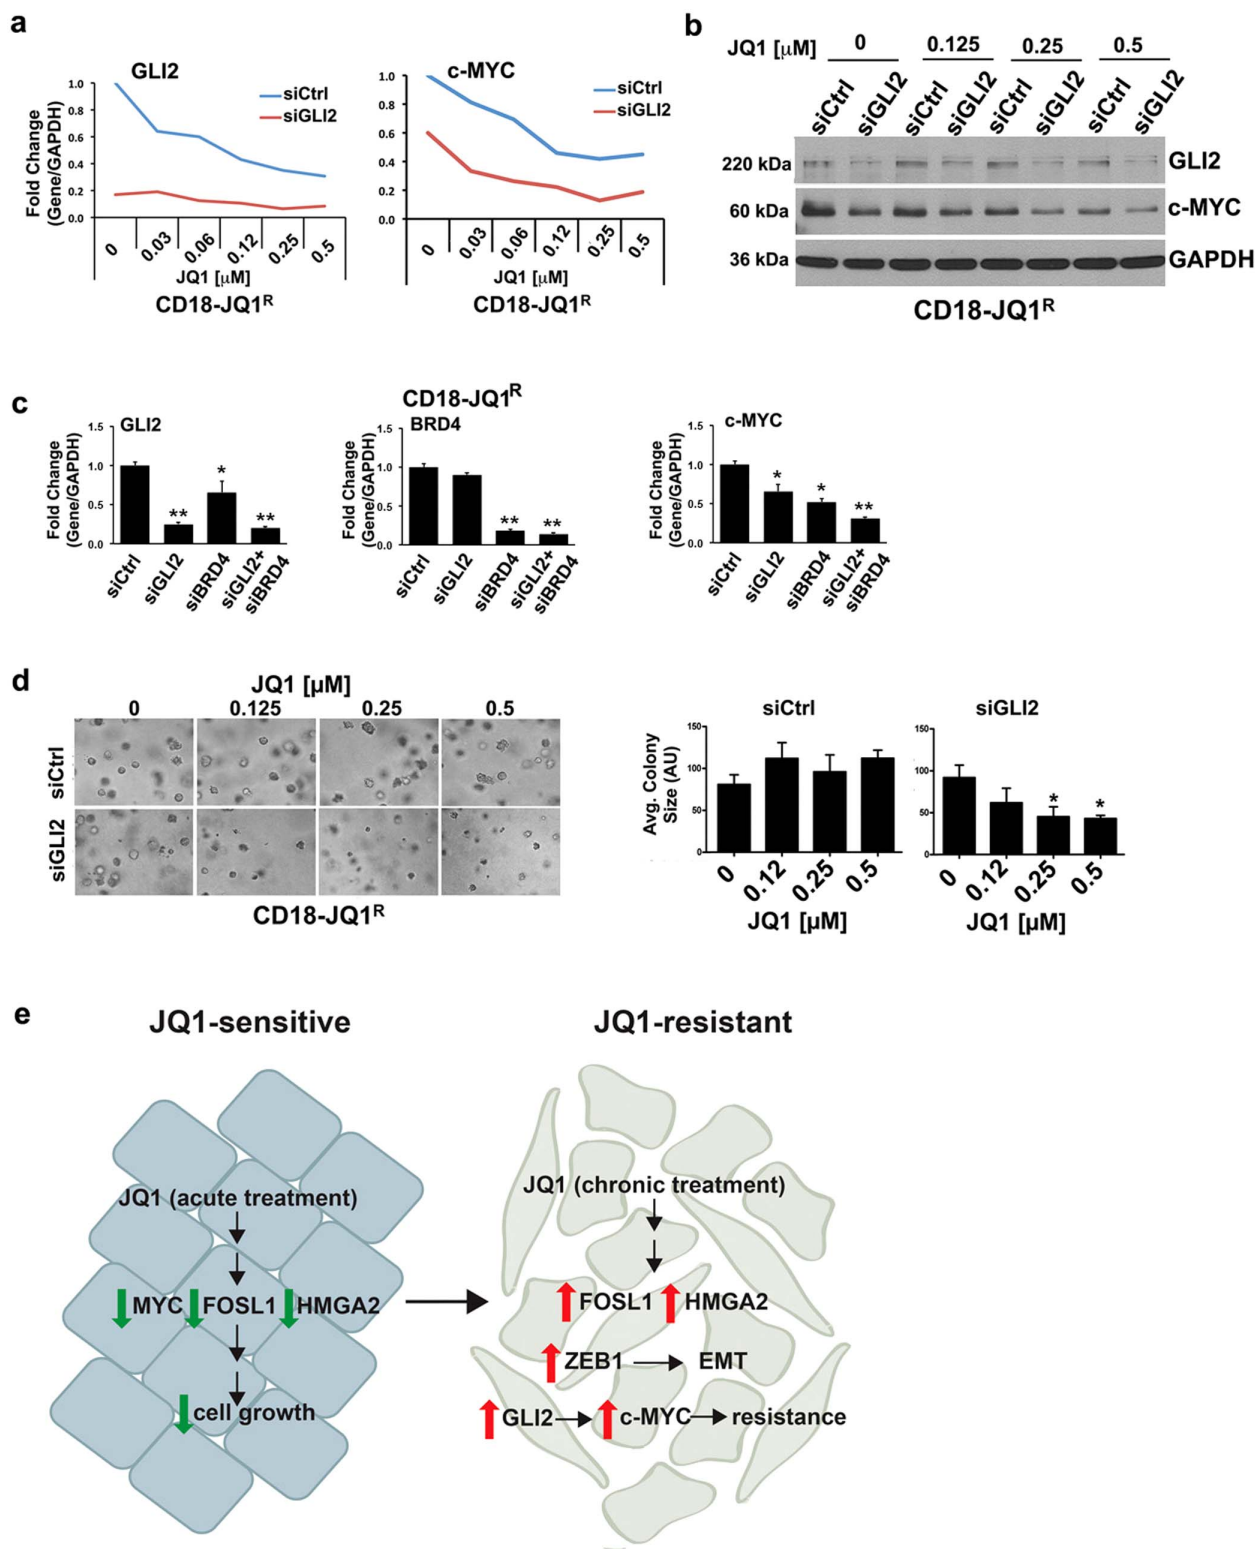 a
GLI2
Fold Change
(Gene/GAPDH)
1.0
0.8
0.6
0.4
0.2
0.0
siCtrl
siGLI2
0 0.03 0.06 0.12 0.25 0.5
JQ1 [μM]
CD18-JQ1R
c-MYC
1.0
0.8
0.6
0.4
0.2
0.0
siCtrl
siGLI2
0 0.03 0.06 0.12 0.25 0.5
JQ1 [μM]
CD18-JQ1R
b
JQ1 [μM] 0 0.125 0.25 0.5
siCtrl siGLI2 siCtrl siGLI2 siCtrl siGLI2 siCtrl siGLI2
220 kDa GLI2
60 kDa c-MYC
36 kDa GAPDH
CD18-JQ1R
c
CD18-JQ1R
GLI2
Fold Change
(Gene/GAPDH)
1.5
1.0
0.5
0.0
** * **
siCtrl siGLI2 siBRD4 siGLI2+
siBRD4
BRD4
Fold Change
(Gene/GAPDH)
1.5
1.0
0.5
0.0
** **
siCtrl siGLI2 siBRD4 siGLI2+
siBRD4
c-MYC
Fold Change
(Gene/GAPDH)
1.5
1.0
0.5
0.0
* * **
siCtrl siGLI2 siBRD4 siGLI2+
siBRD4
d
JQ1 [μM]
0 0.125 0.25 0.5
siCtrl
siGLI2
CD18-JQ1R
siCtrl
Avg. Colony
Size (AU)
150
100
50
0
0 0.12 0.25 0.5
JQ1 [μM]
siGLI2
150
100
50
0
* *
0 0.12 0.25 0.5
JQ1 [μM]
e
JQ1-sensitive
JQ1 (acute treatment)
MYC FOSL1 HMGA2
cell growth
JQ1-resistant
JQ1 (chronic treatment)
FOSL1 HMGA2
ZEB1 EMT
GLI2 c-MYC resistance